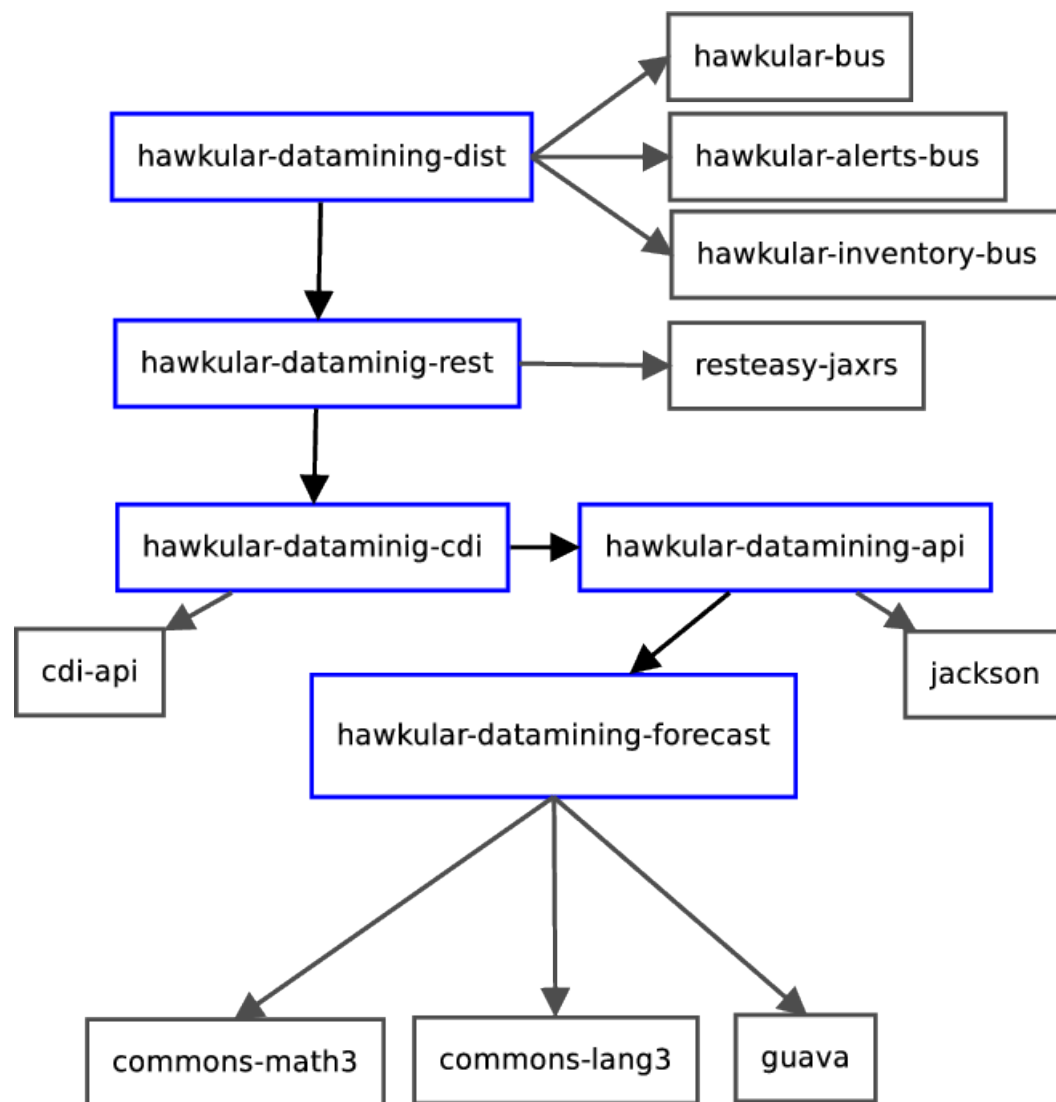 hawkular-bus
hawkular-datamining-dist
hawkular-alerts-bus
hawkular-inventory-bus
hawkular-dataminig-rest
resteasy-jaxrs
hawkular-dataminig-cdi
hawkular-datamining-api
cdi-api
jackson
hawkular-datamining-forecast
commons-math3
commons-lang3
guava